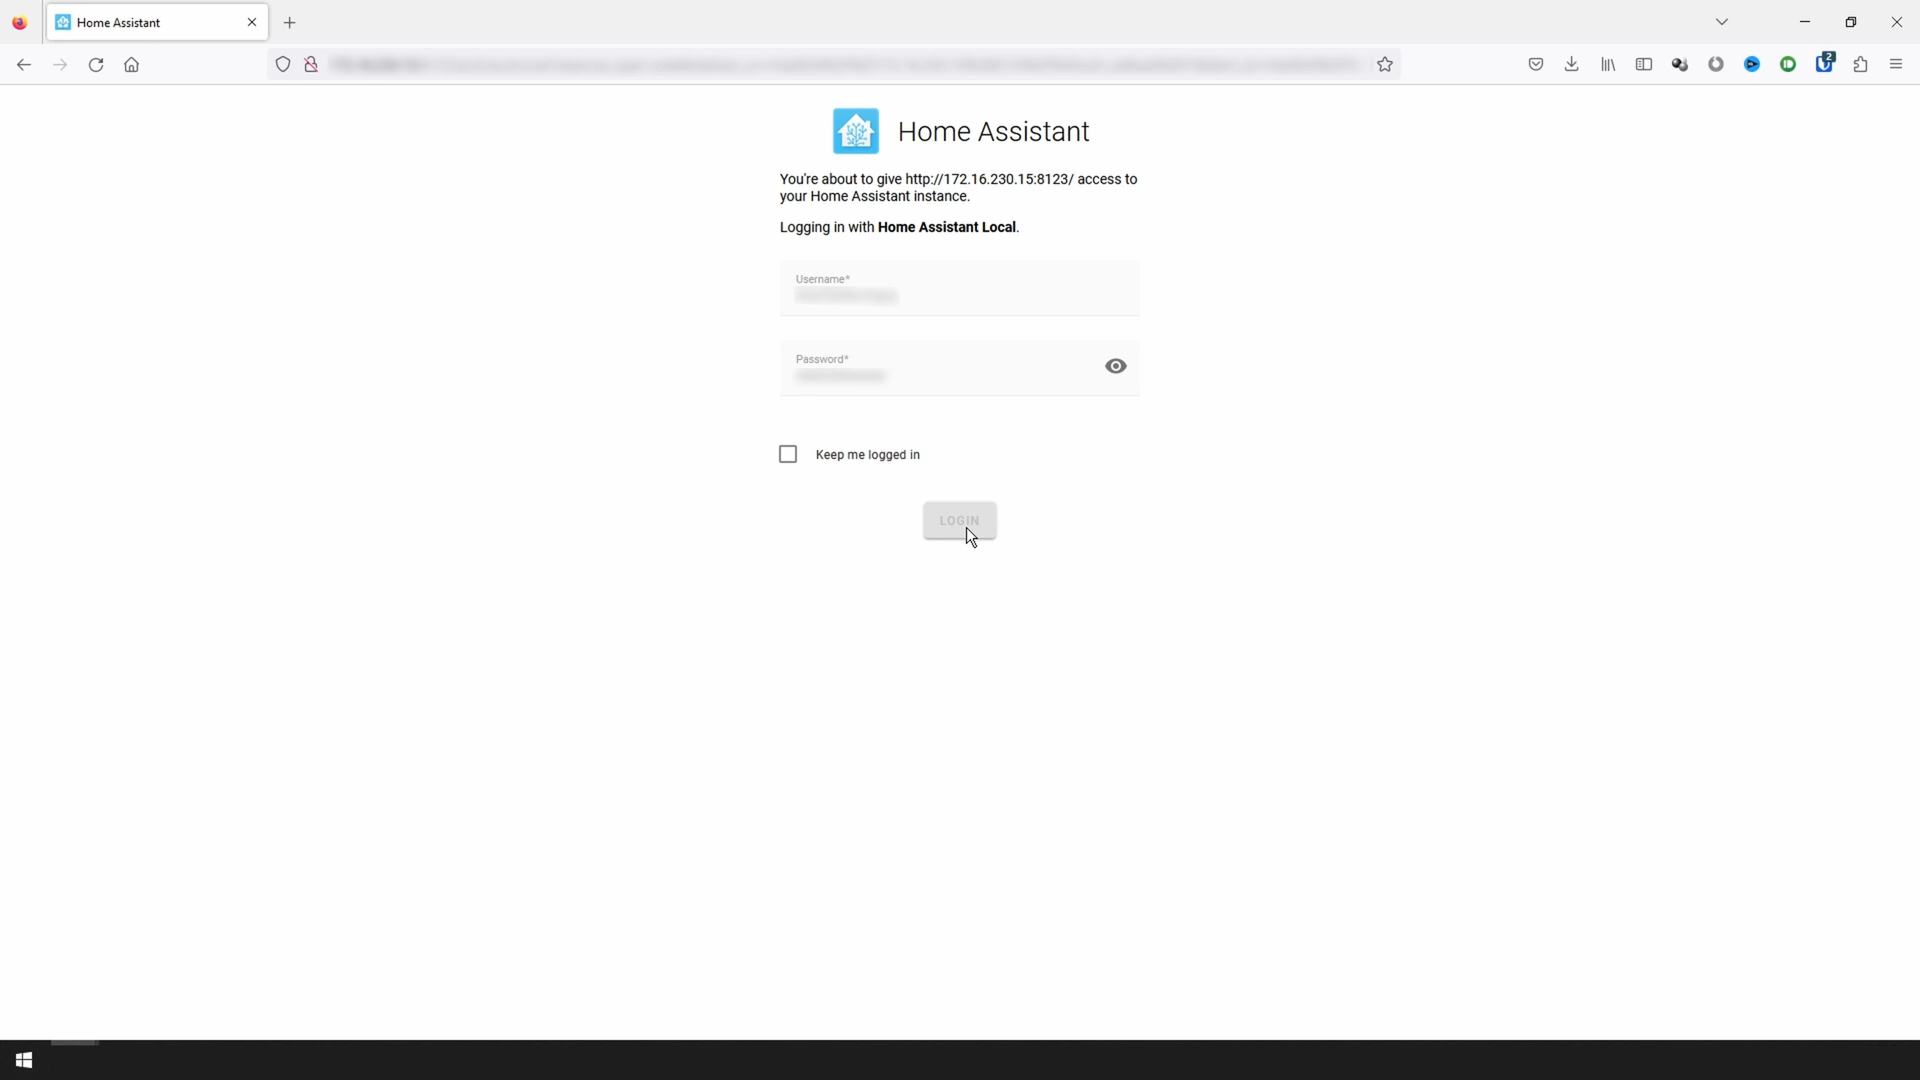 Home Assistant
2
Home Assistant
You're about to give http://172.16.230.15:8123/ access to
your Home Assistant instance.
Logging in with Home Assistant Local.
Username*
Password*
Keep me logged in
LOGIN